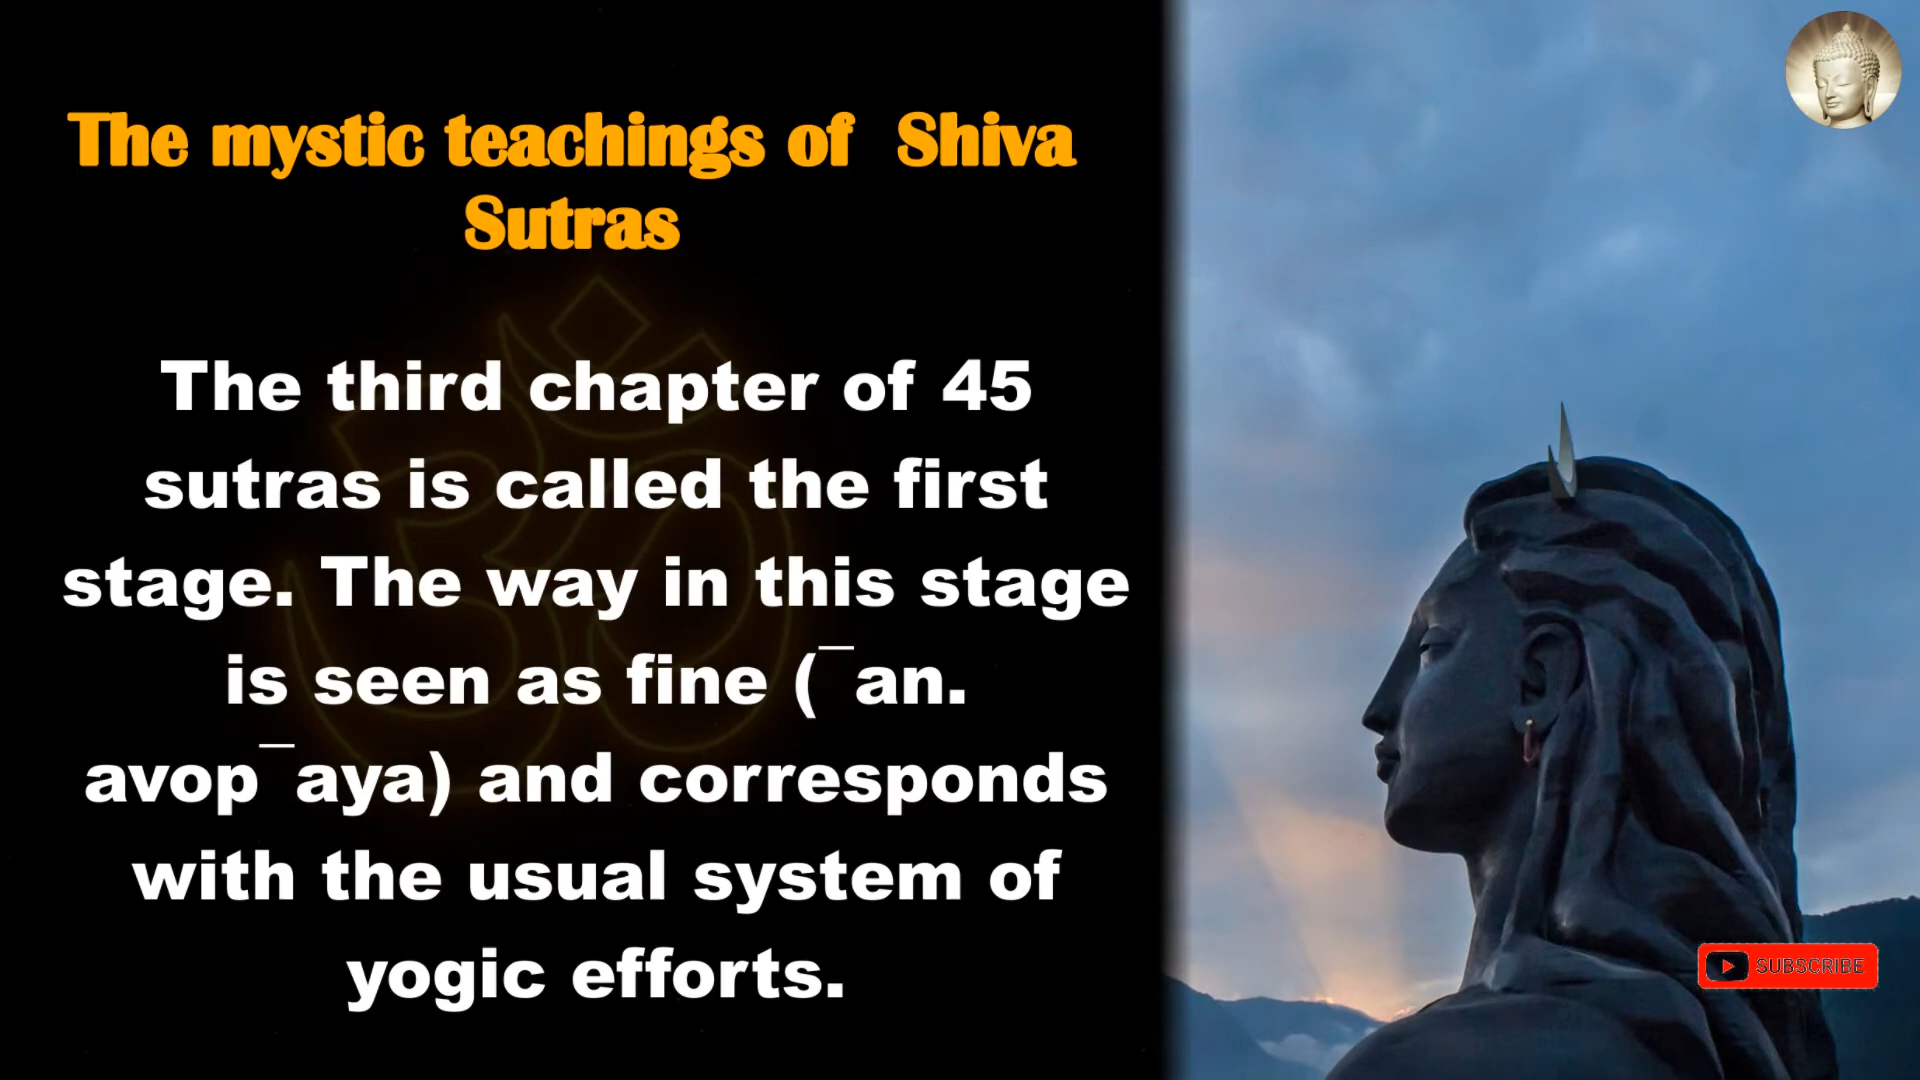 The mystic teachings of Shiva
Sutras
The third chapter of 45
sutras is called the first
stage. The way in this stage
is seen as fine (¯an.
avop¯aya) and corresponds
with the usual system of
yogic efforts.
SUBSCRIBE